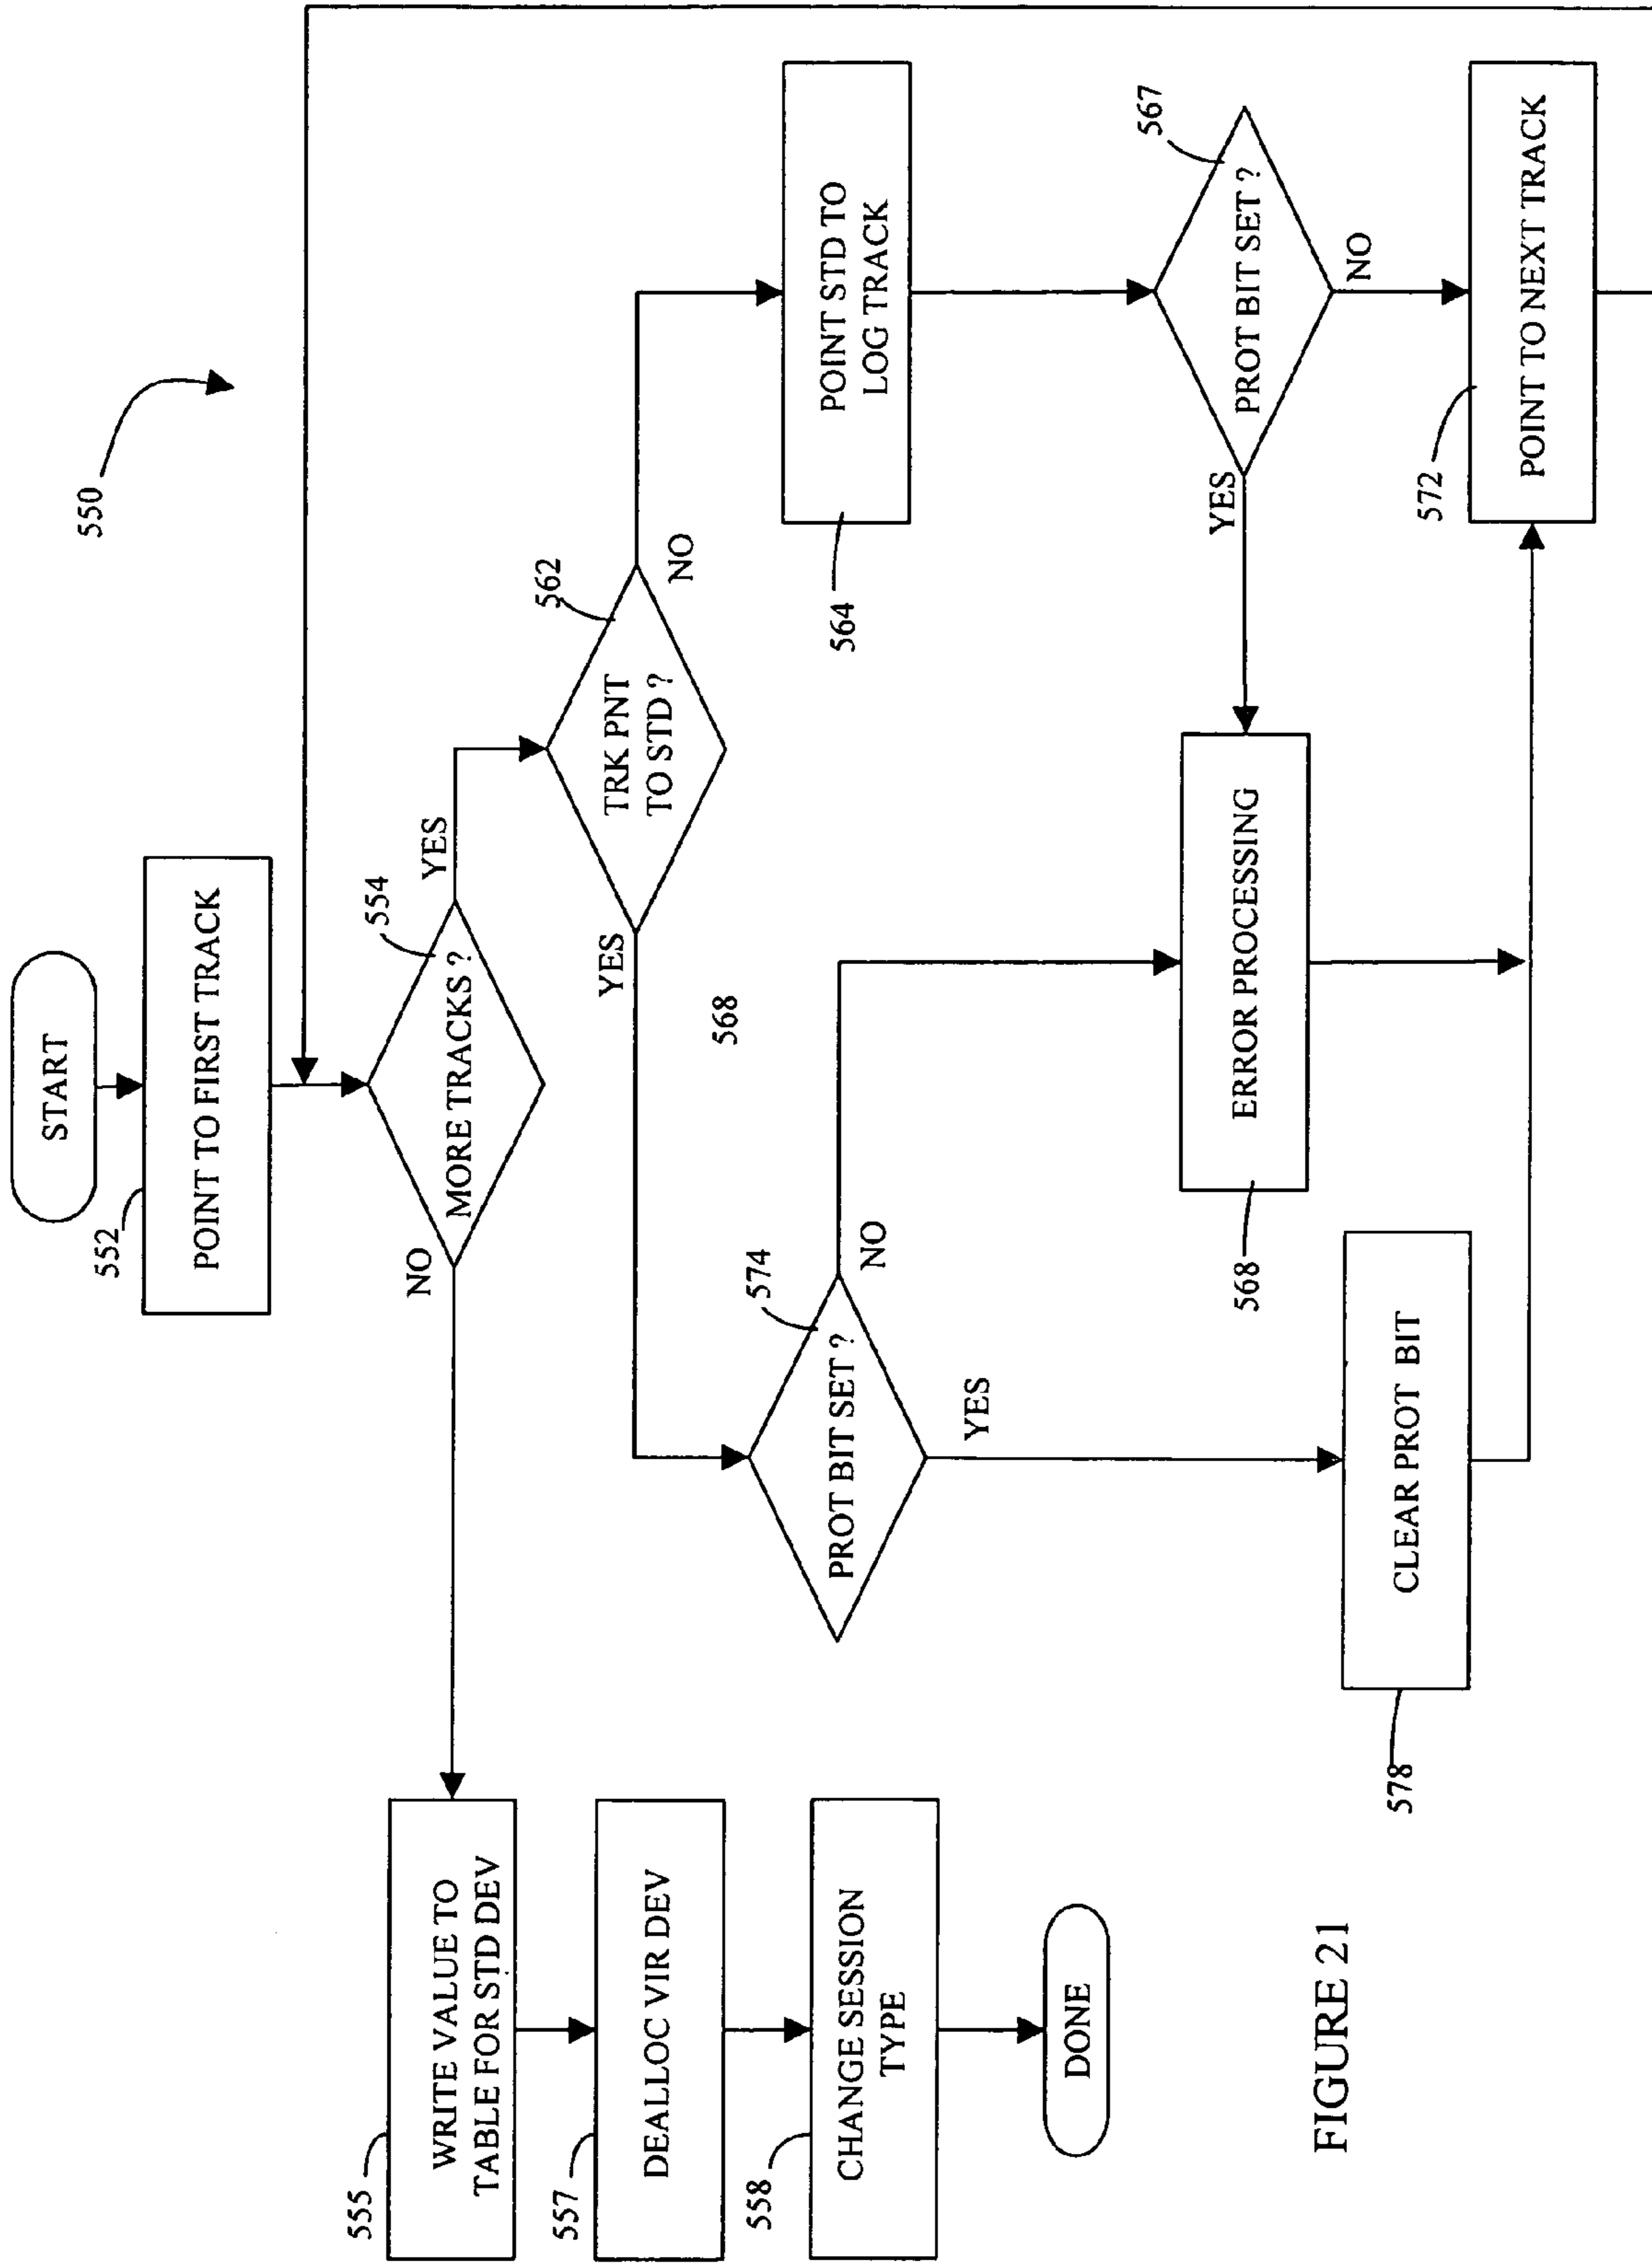 550
START
552
POINT TO FIRST TRACK
554
MORE TRACKS ?
NO
YES
555
WRITE VALUE TO
TABLE FOR STD DEV
557
DEALLOC VIR DEV
558
CHANGE SESSION
TYPE
DONE
562
TRK PNT
TO STD ?
YES
NO
568
574
PROT BIT SET ?
NO
YES
564
POINT STD TO
LOG TRACK
567
PROT BIT SET ?
YES
NO
568
ERROR PROCESSING
578
CLEAR PROT BIT
572
POINT TO NEXT TRACK
FIGURE 21